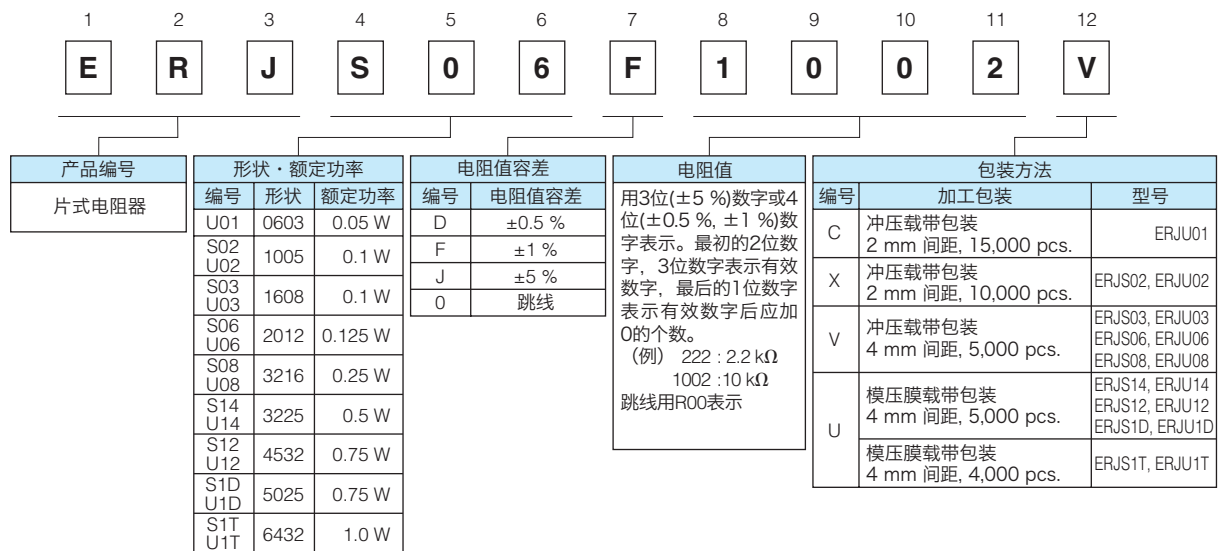 1 2 3 4 5 6 7 8 9 10 11 12
E R J S 0 6 F 1 0 0 2 V
产品编号
片式电阻器
形状・额定功率
编号 形状 额定功率
U01 0603 0.05 W
S02
U02 1005 0.1 W
S03
U03 1608 0.1 W
S06
U06 2012 0.125 W
S08
U08 3216 0.25 W
S14
U14 3225 0.5 W
S12
U12 4532 0.75 W
S1D
U1D 5025 0.75 W
S1T
U1T 6432 1.0 W
电阻值容差
编号 电阻值容差
D ±0.5 %
F ±1 %
J ±5 %
0 跳线
电阻值
用3位(±5 %)数字或4
位(±0.5 %, ±1 %)数
字表示。最初的2位数
字，3位数字表示有效
数字，最后的1位数字
表示有效数字后应加
0的个数。
（例） 222 : 2.2 kΩ
1002 :10 kΩ
跳线用R00表示
包装方法
编号 加工包装 型号
C 冲压载带包装
2 mm 间距, 15,000 pcs. ERJU01
X 冲压载带包装
2 mm 间距, 10,000 pcs. ERJS02, ERJU02
V 冲压载带包装
4 mm 间距, 5,000 pcs.
ERJS03, ERJU03
ERJS06, ERJU06
ERJS08, ERJU08
U 模压膜载带包装
4 mm 间距, 5,000 pcs.
ERJS14, ERJU14
ERJS12, ERJU12
ERJS1D, ERJU1D
模压膜载带包装
4 mm 间距, 4,000 pcs. ERJS1T, ERJU1T